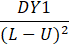 DY1
(L − U)²